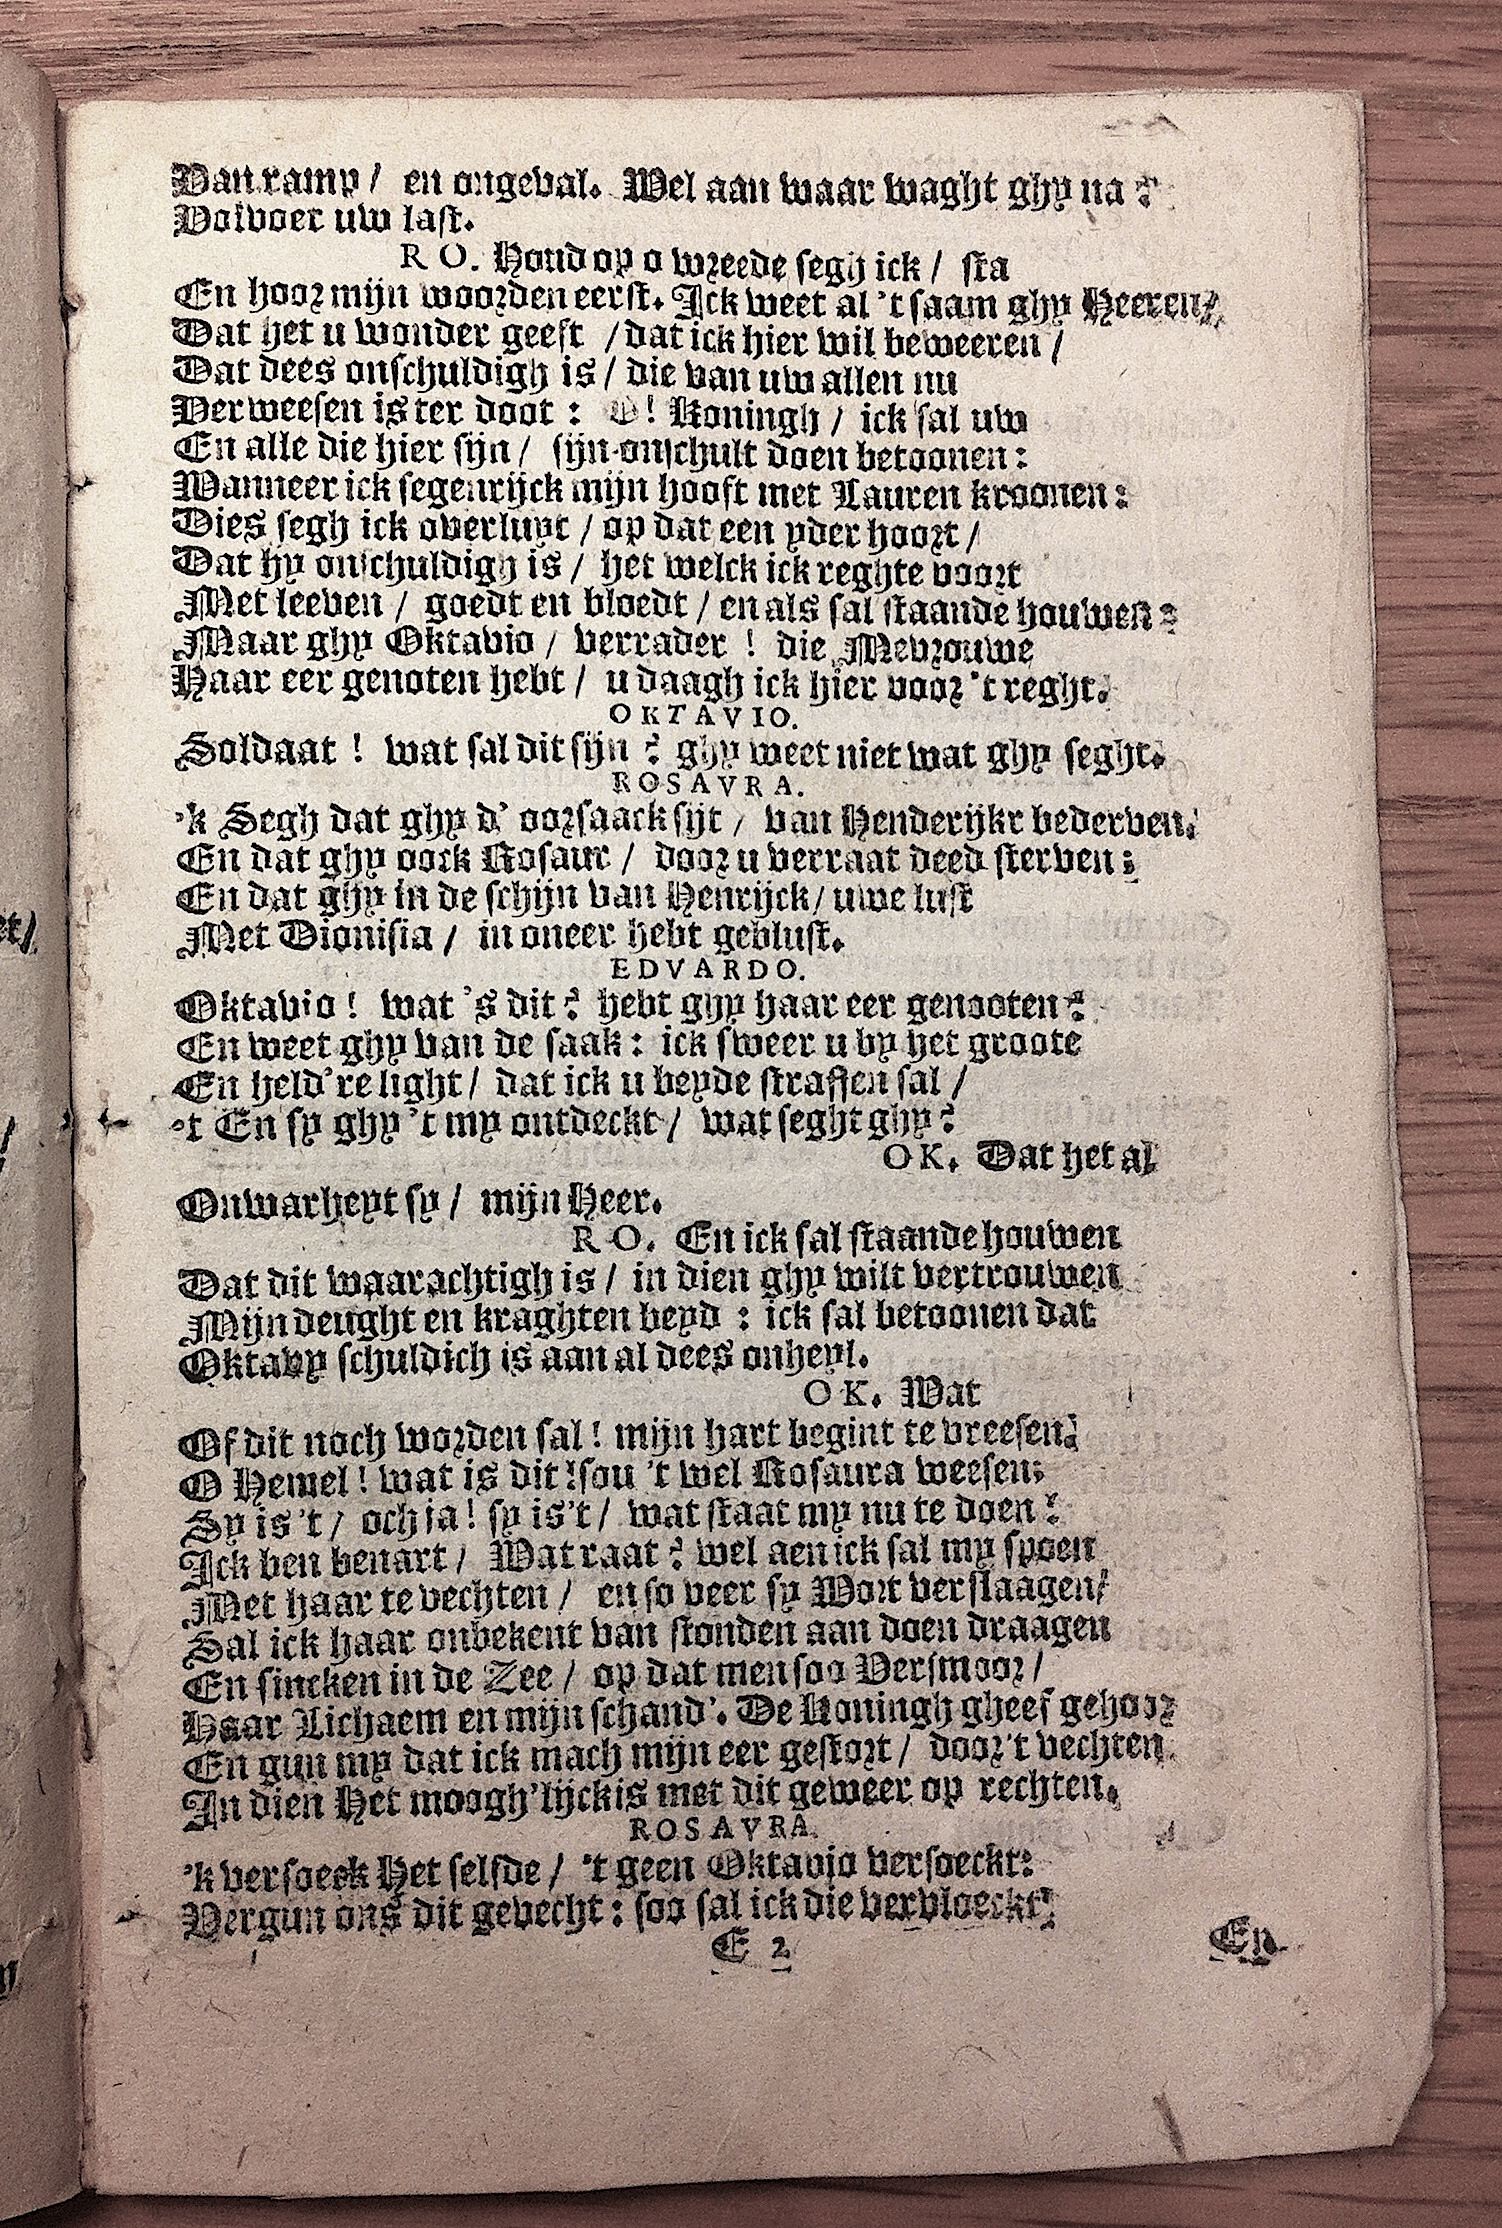 Van ramp / en ongeval. Wel aan waar waght ghy na?
Volvoer uw last.
RO. Houd op o wreede segh ick / sta
En hoor mijn woorden eerst. Ick weet al 't saam ghy Heeren /
Dat het u wonder geeft / dat ick hier wil beweeren /
Dat dees onschuldigh is / die van uw allen nu
Verweesen is ter doot: O! Koningh / ick sal uw
En alle die hier sijn / sijn onschult doen betoonen:
Wanneer ick segenrijck mijn hooft met Lauren kroonen:
Dies segh ick overluyt / op dat een yder hoort /
Dat hy onschuldigh is / het welck ick reghte voort
Met leeven / goedt en bloedt / en als sal staande houwen:
Maar ghy Oktavio / verrader! die Mevrouwe
Haar eer genoten hebt / u daagh ick hier voor 't reght.
OKTAVIO.
Soldaat! wat sal dit sijn? ghy weet niet wat ghy seght.
ROSAVRA.
'k Segh dat ghy d' oorsaack sijt / van Henderijkx bederven.
En dat ghy oock Rosaur / door u verraat deed sterven:
En dat ghy in de schijn van Henrijck / uwe lust
Met Dionisia / in oneer hebt geblust.
EDVARDO.
Oktavio! wat 's dit? hebt ghy haar eer genooten?
En weet ghy van de saak: ick sweer u by het groote
En held're light / dat ick u beyde straffen sal /
't En sy ghy 't my ontdeckt / wat seght ghy?
OK. Dat het al
Onwarheyt sy / mijn Heer.
RO. En ick sal staande houwen
Dat dit waarachtigh is / in dien ghy wilt vertrouwen
Mijn deught en kraghten beyd: ick sal betoonen dat
Oktavy schuldich is aan al dees onheyl.
OK. Wat
Of dit noch worden sal! mijn hart begint te vreesen:
O Hemel! wat is dit! sou 't wel Rosaura weesen:
Sy is 't / och ja! sy is 't / wat staat my nu te doen?
Ick ben benart / Wat raat? wel aen ick sal my spoen
Met haar te vechten / en so veer sy Wort verslaagen /
Sal ick haar onbekent van stonden aan doen draagen
En sincken in de Zee / op dat men soo Versmoor /
Haar Lichaem en mijn schand'. De Koningh gheef gehoor
En gun my dat ick mach mijn eer gestort / door 't vechten
In dien Het moogh'lijck is met dit geweer op rechten.
ROSAVRA.
'k versoeck Het selfde / 't geen Oktavio versoeckt:
Vergun ons dit gevecht: soo sal ick die vervloeckt
E 2
En